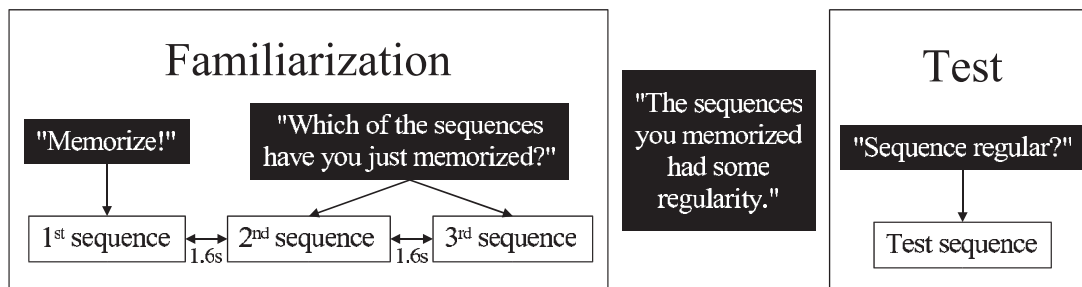 Familiarization
"Memorize!"
"Which of the sequences
have you just memorized?"
1st sequence
1.6s
2nd sequence
1.6s
3rd sequence
"The sequences
you memorized
had some
regularity."
Test
"Sequence regular?"
Test sequence